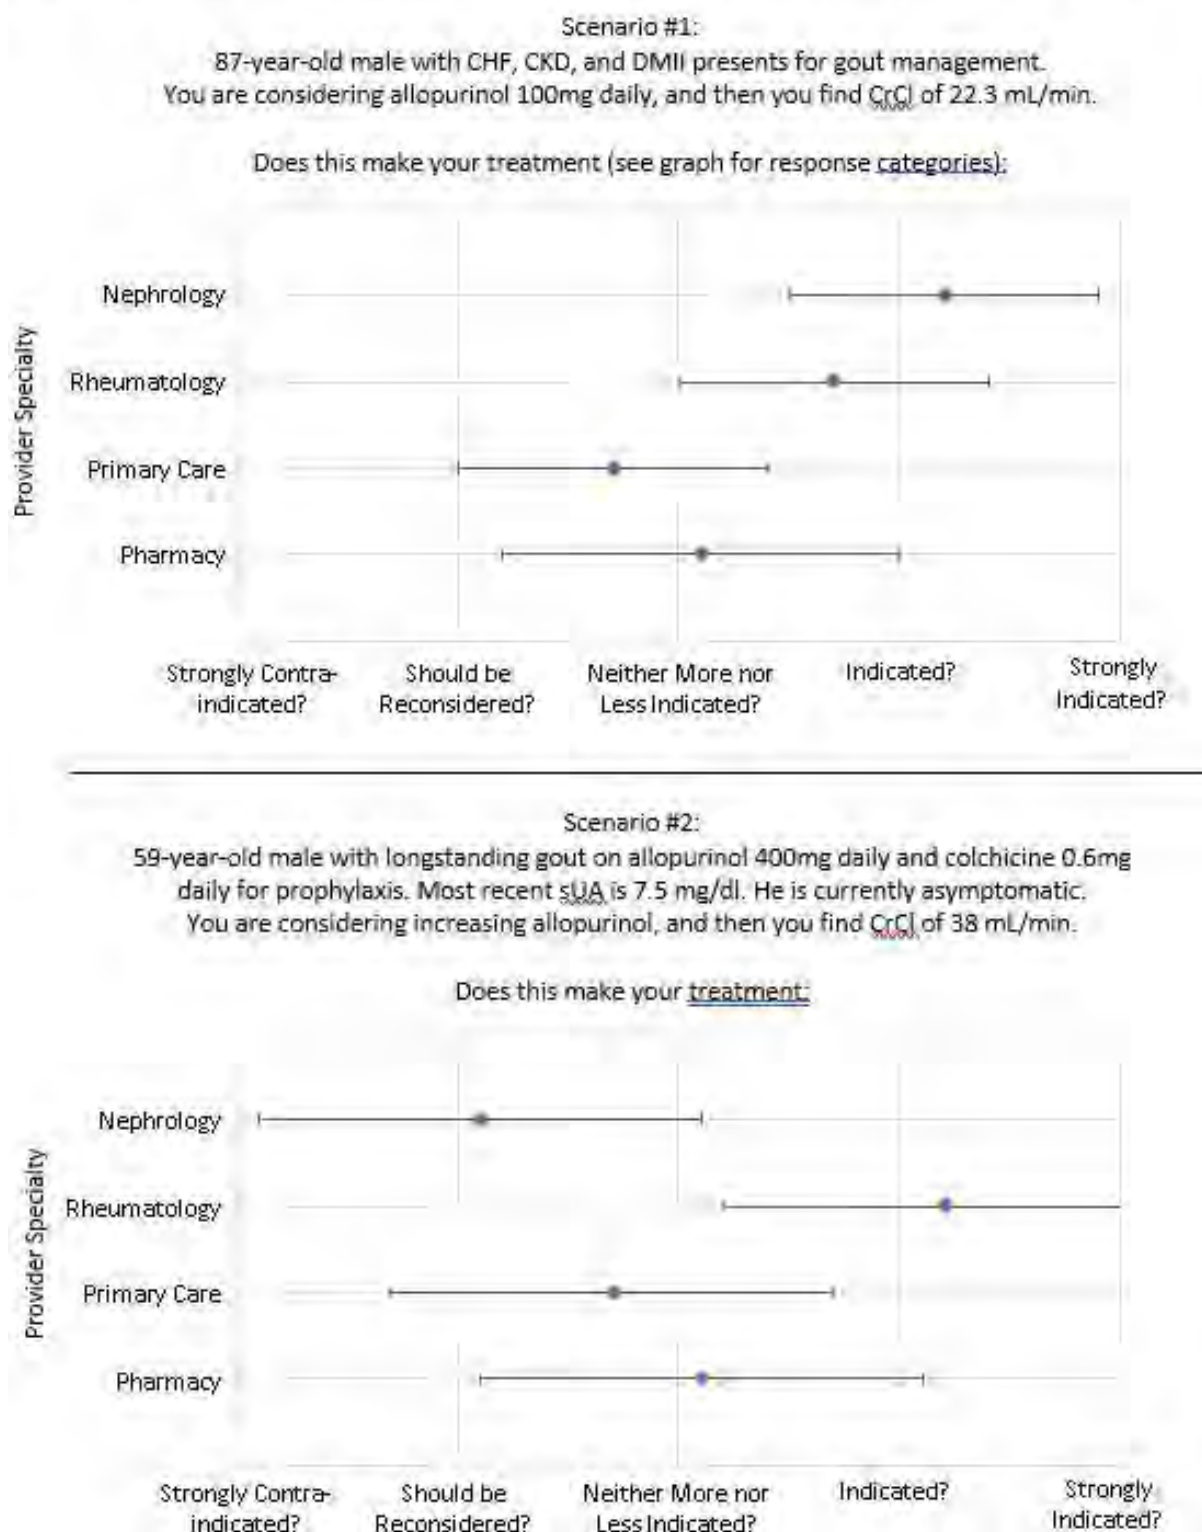 Scenario #1:
87-year-old male with CHF, CKD, and DMII presents for gout management.
You are considering allopurinol 100mg daily, and then you find CrCl of 22.3 mL/min.
Does this make your treatment (see graph for response categories):
Provider Specialty
Nephrology
Rheumatology
Primary Care
Pharmacy
Strongly Contra-
indicated?
Should be
Reconsidered?
Neither More nor
Less Indicated?
Indicated?
Strongly
Indicated?
Scenario #2:
59-year-old male with longstanding gout on allopurinol 400mg daily and colchicine 0.6mg
daily for prophylaxis. Most recent sUA is 7.5 mg/dl. He is currently asymptomatic.
You are considering increasing allopurinol, and then you find CrCl of 38 mL/min.
Does this make your treatment:
Provider Specialty
Nephrology
Rheumatology
Primary Care
Pharmacy
Strongly Contra-
indicated?
Should be
Reconsidered?
Neither More nor
Less Indicated?
Indicated?
Strongly
Indicated?